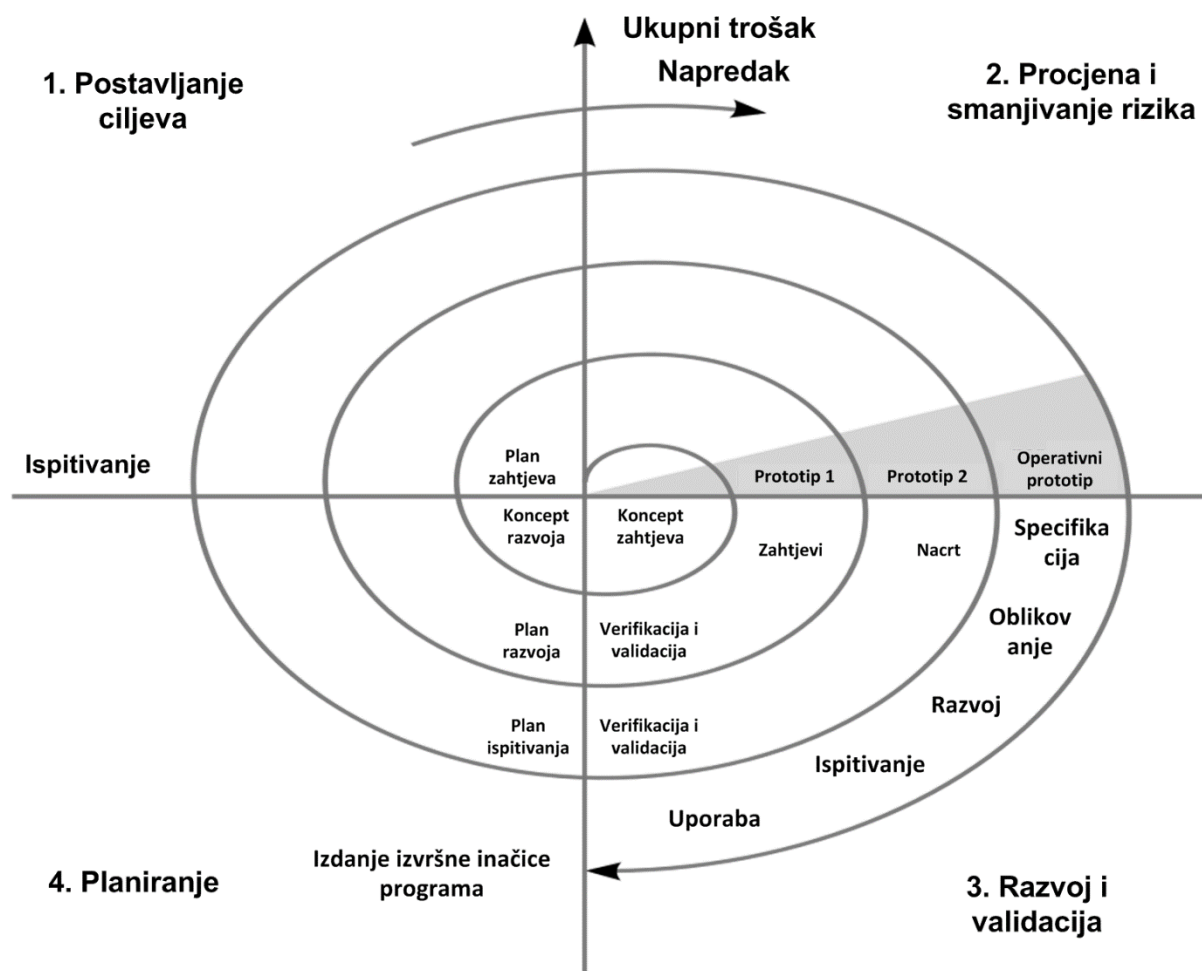 Ukupni trošak
Napredak
1. Postavljanje
ciljeva
2. Procjena i
smanjivanje rizika
Ispitivanje
Plan
zahtjeva
Prototip 1
Prototip 2
Operativni
prototip
Koncept
razvoja
Koncept
zahtjeva
Zahtjevi
Nacrt
Specifika
cija
Oblikov
anje
Plan
razvoja
Verifikacija i
validacija
Razvoj
Plan
ispitivanja
Verifikacija i
validacija
Ispitivanje
Uporaba
Izdanje izvršne inačice
programa
4. Planiranje
3. Razvoj i
validacija